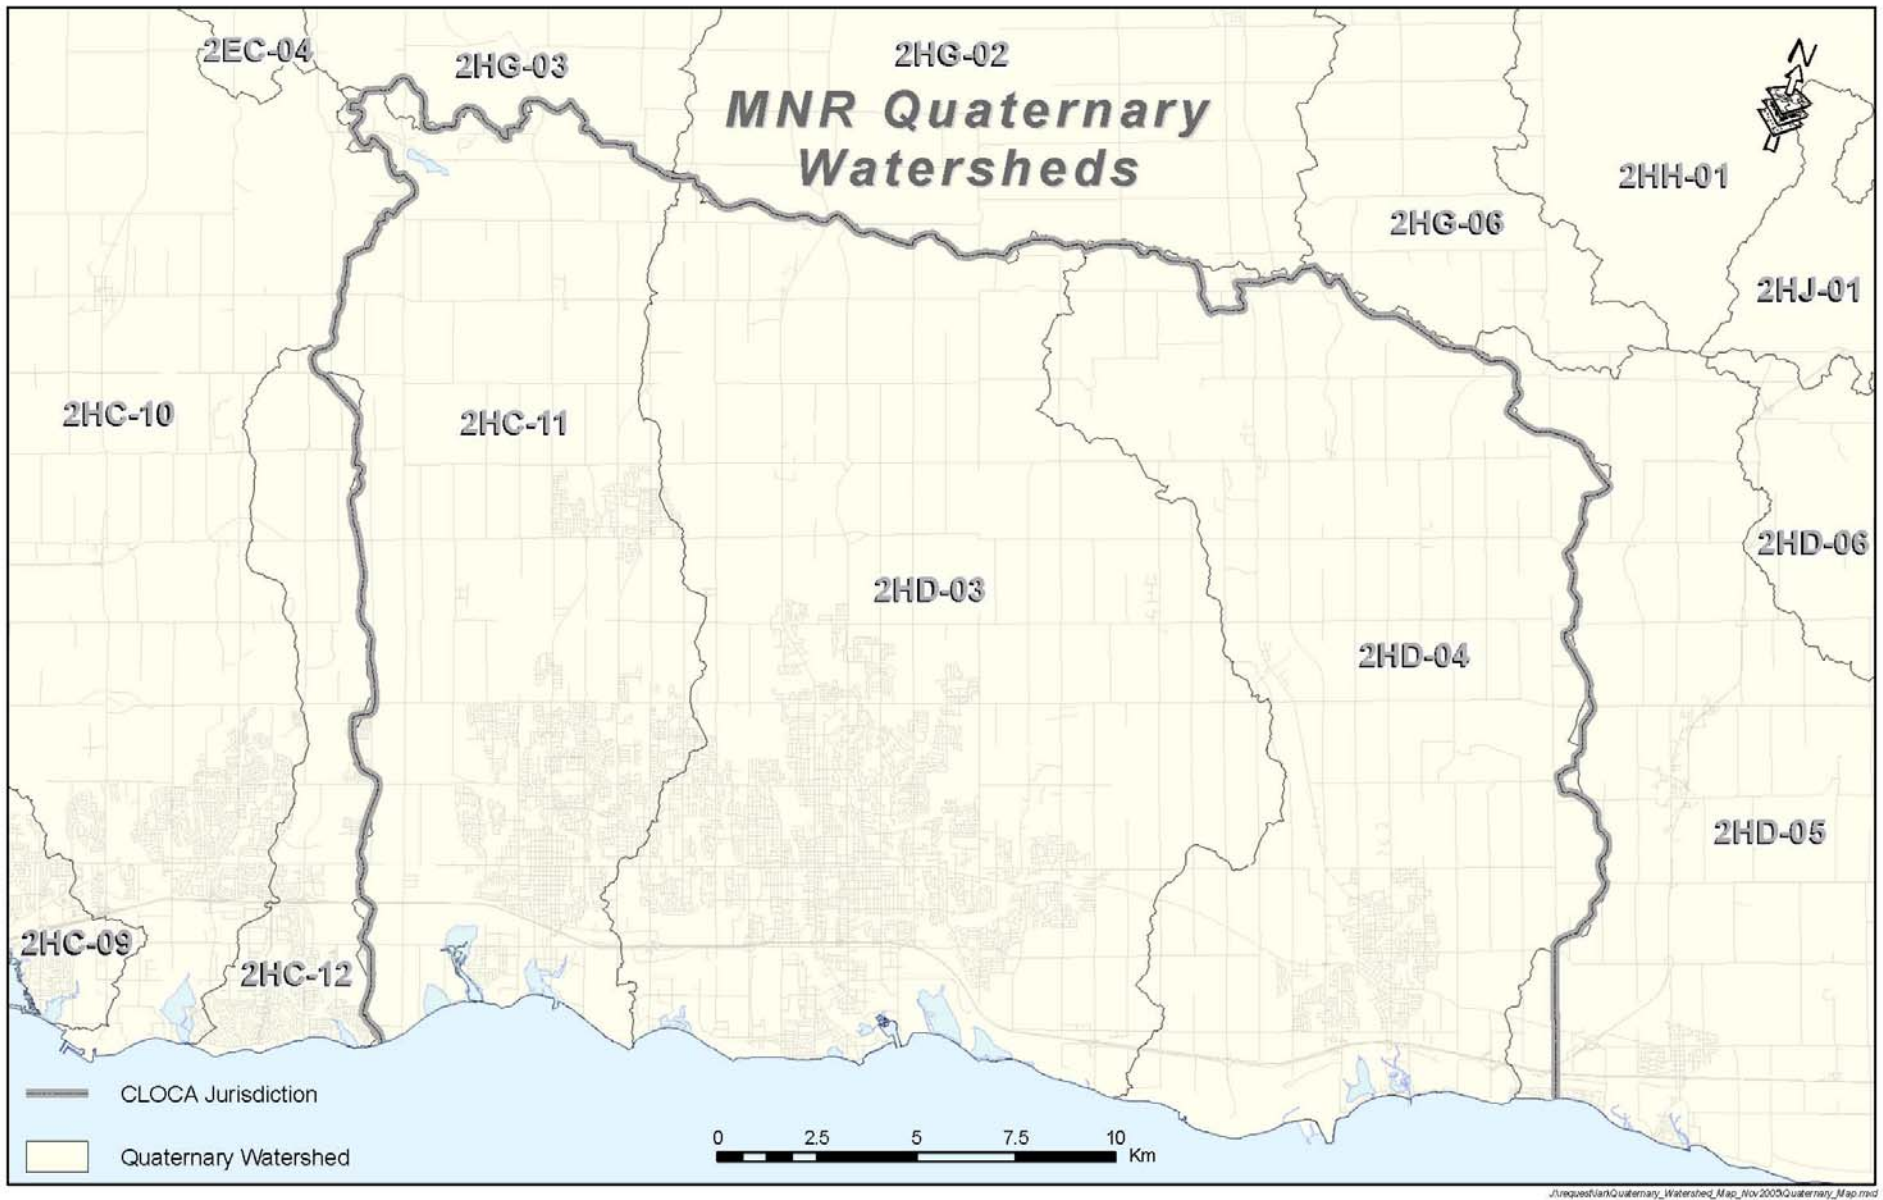 2EC-04
2HG-03
2HG-02
N
MNR Quaternary
Watersheds
2HH-01
2HG-06
2HJ-01
2HC-10
2HC-11
2HD-06
2HD-03
2HD-04
2HD-05
2HC-09
2HC-12
CLOCA Jurisdiction
0 2.5 5 7.5 10
Km
Quaternary Watershed